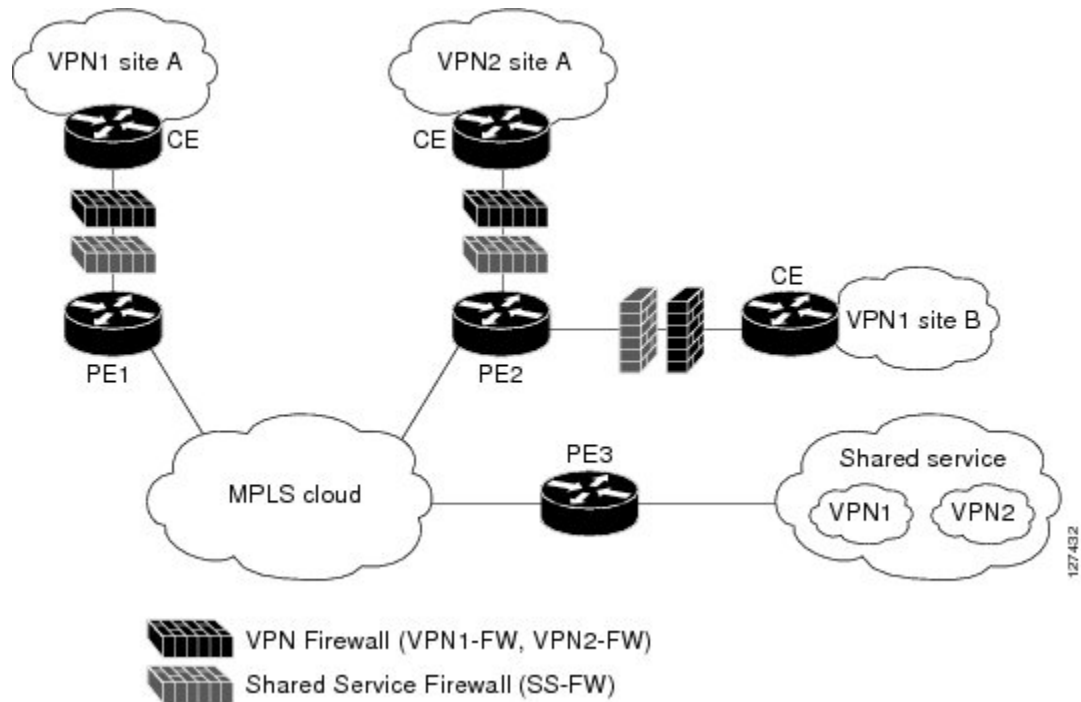 VPN1 site A
VPN2 site A
CE
CE
CE
VPN1 site B
PE1
PE2
PE3
Shared service
MPLS cloud
VPN1
VPN2
127432
VPN Firewall (VPN1-FW, VPN2-FW)
Shared Service Firewall (SS-FW)